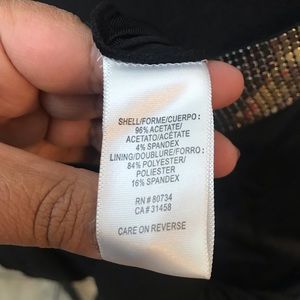 SHELL/FORME/CUERPO:
96% ACETATE/
ACETATO/ACÉTATE
4% SPANDEX
LINING/DOUBLURE/FORRO:
84% POLYESTER/
POLIESTER
16% SPANDEX
RN # 80734
CA # 31458
CARE ON REVERSE